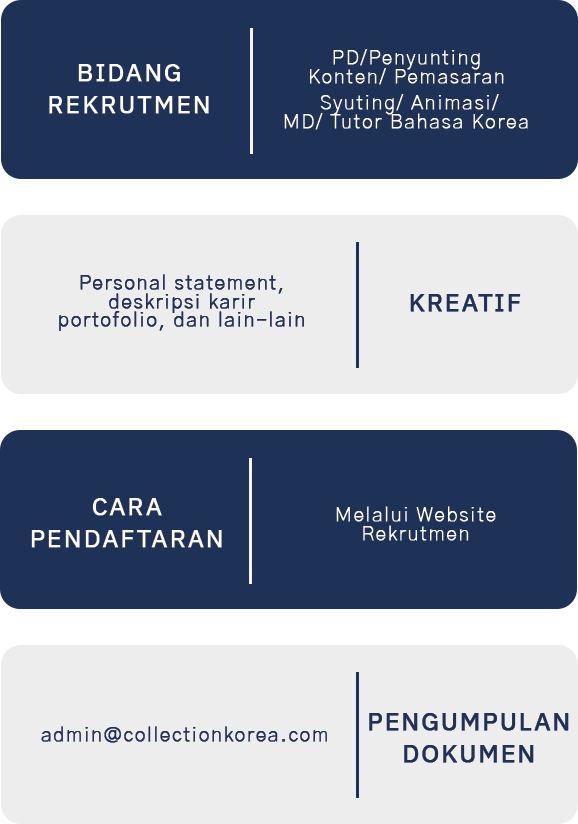 BIDANG
REKRUTMEN
PD/Penyunting
Konten/ Pemasaran
Syuting/ Animasi/
MD/ Tutor Bahasa Korea
Personal statement,
deskripsi karir
portofolio, dan lain-lain
KREATIF
CARA
PENDAFTARAN
Melalui Website
Rekrutmen
admin@collectionkorea.com
PENGUMPULAN
DOKUMEN